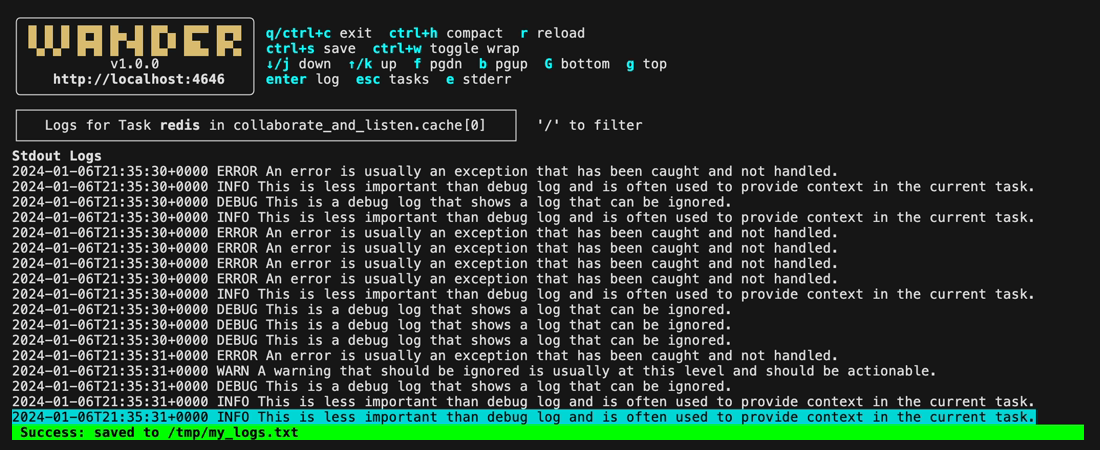 WANDER
v1.0.0
http://localhost:4646
q/ctrl+c exit  ctrl+h compact  r reload
ctrl+s save  ctrl+w toggle wrap
↓/j down  ↑/k up  f pgdn  b pgup  G bottom  g top
enter log  esc tasks  e stderr
Logs for Task redis in collaborate_and_listen.cache[0]  '/' to filter
Stdout Logs
2024-01-06T21:35:30+0000 ERROR An error is usually an exception that has been caught and not handled.
2024-01-06T21:35:30+0000 INFO This is less important than debug log and is often used to provide context in the current task.
2024-01-06T21:35:30+0000 DEBUG This is a debug log that shows a log that can be ignored.
2024-01-06T21:35:30+0000 INFO This is less important than debug log and is often used to provide context in the current task.
2024-01-06T21:35:30+0000 ERROR An error is usually an exception that has been caught and not handled.
2024-01-06T21:35:30+0000 ERROR An error is usually an exception that has been caught and not handled.
2024-01-06T21:35:30+0000 ERROR An error is usually an exception that has been caught and not handled.
2024-01-06T21:35:30+0000 ERROR An error is usually an exception that has been caught and not handled.
2024-01-06T21:35:30+0000 INFO This is less important than debug log and is often used to provide context in the current task.
2024-01-06T21:35:30+0000 DEBUG This is a debug log that shows a log that can be ignored.
2024-01-06T21:35:30+0000 DEBUG This is a debug log that shows a log that can be ignored.
2024-01-06T21:35:30+0000 DEBUG This is a debug log that shows a log that can be ignored.
2024-01-06T21:35:31+0000 ERROR An error is usually an exception that has been caught and not handled.
2024-01-06T21:35:31+0000 WARN A warning that should be ignored is usually at this level and should be actionable.
2024-01-06T21:35:31+0000 DEBUG This is a debug log that shows a log that can be ignored.
2024-01-06T21:35:31+0000 INFO This is less important than debug log and is often used to provide context in the current task.
2024-01-06T21:35:31+0000 INFO This is less important than debug log and is often used to provide context in the current task.
Success: saved to /tmp/my_logs.txt